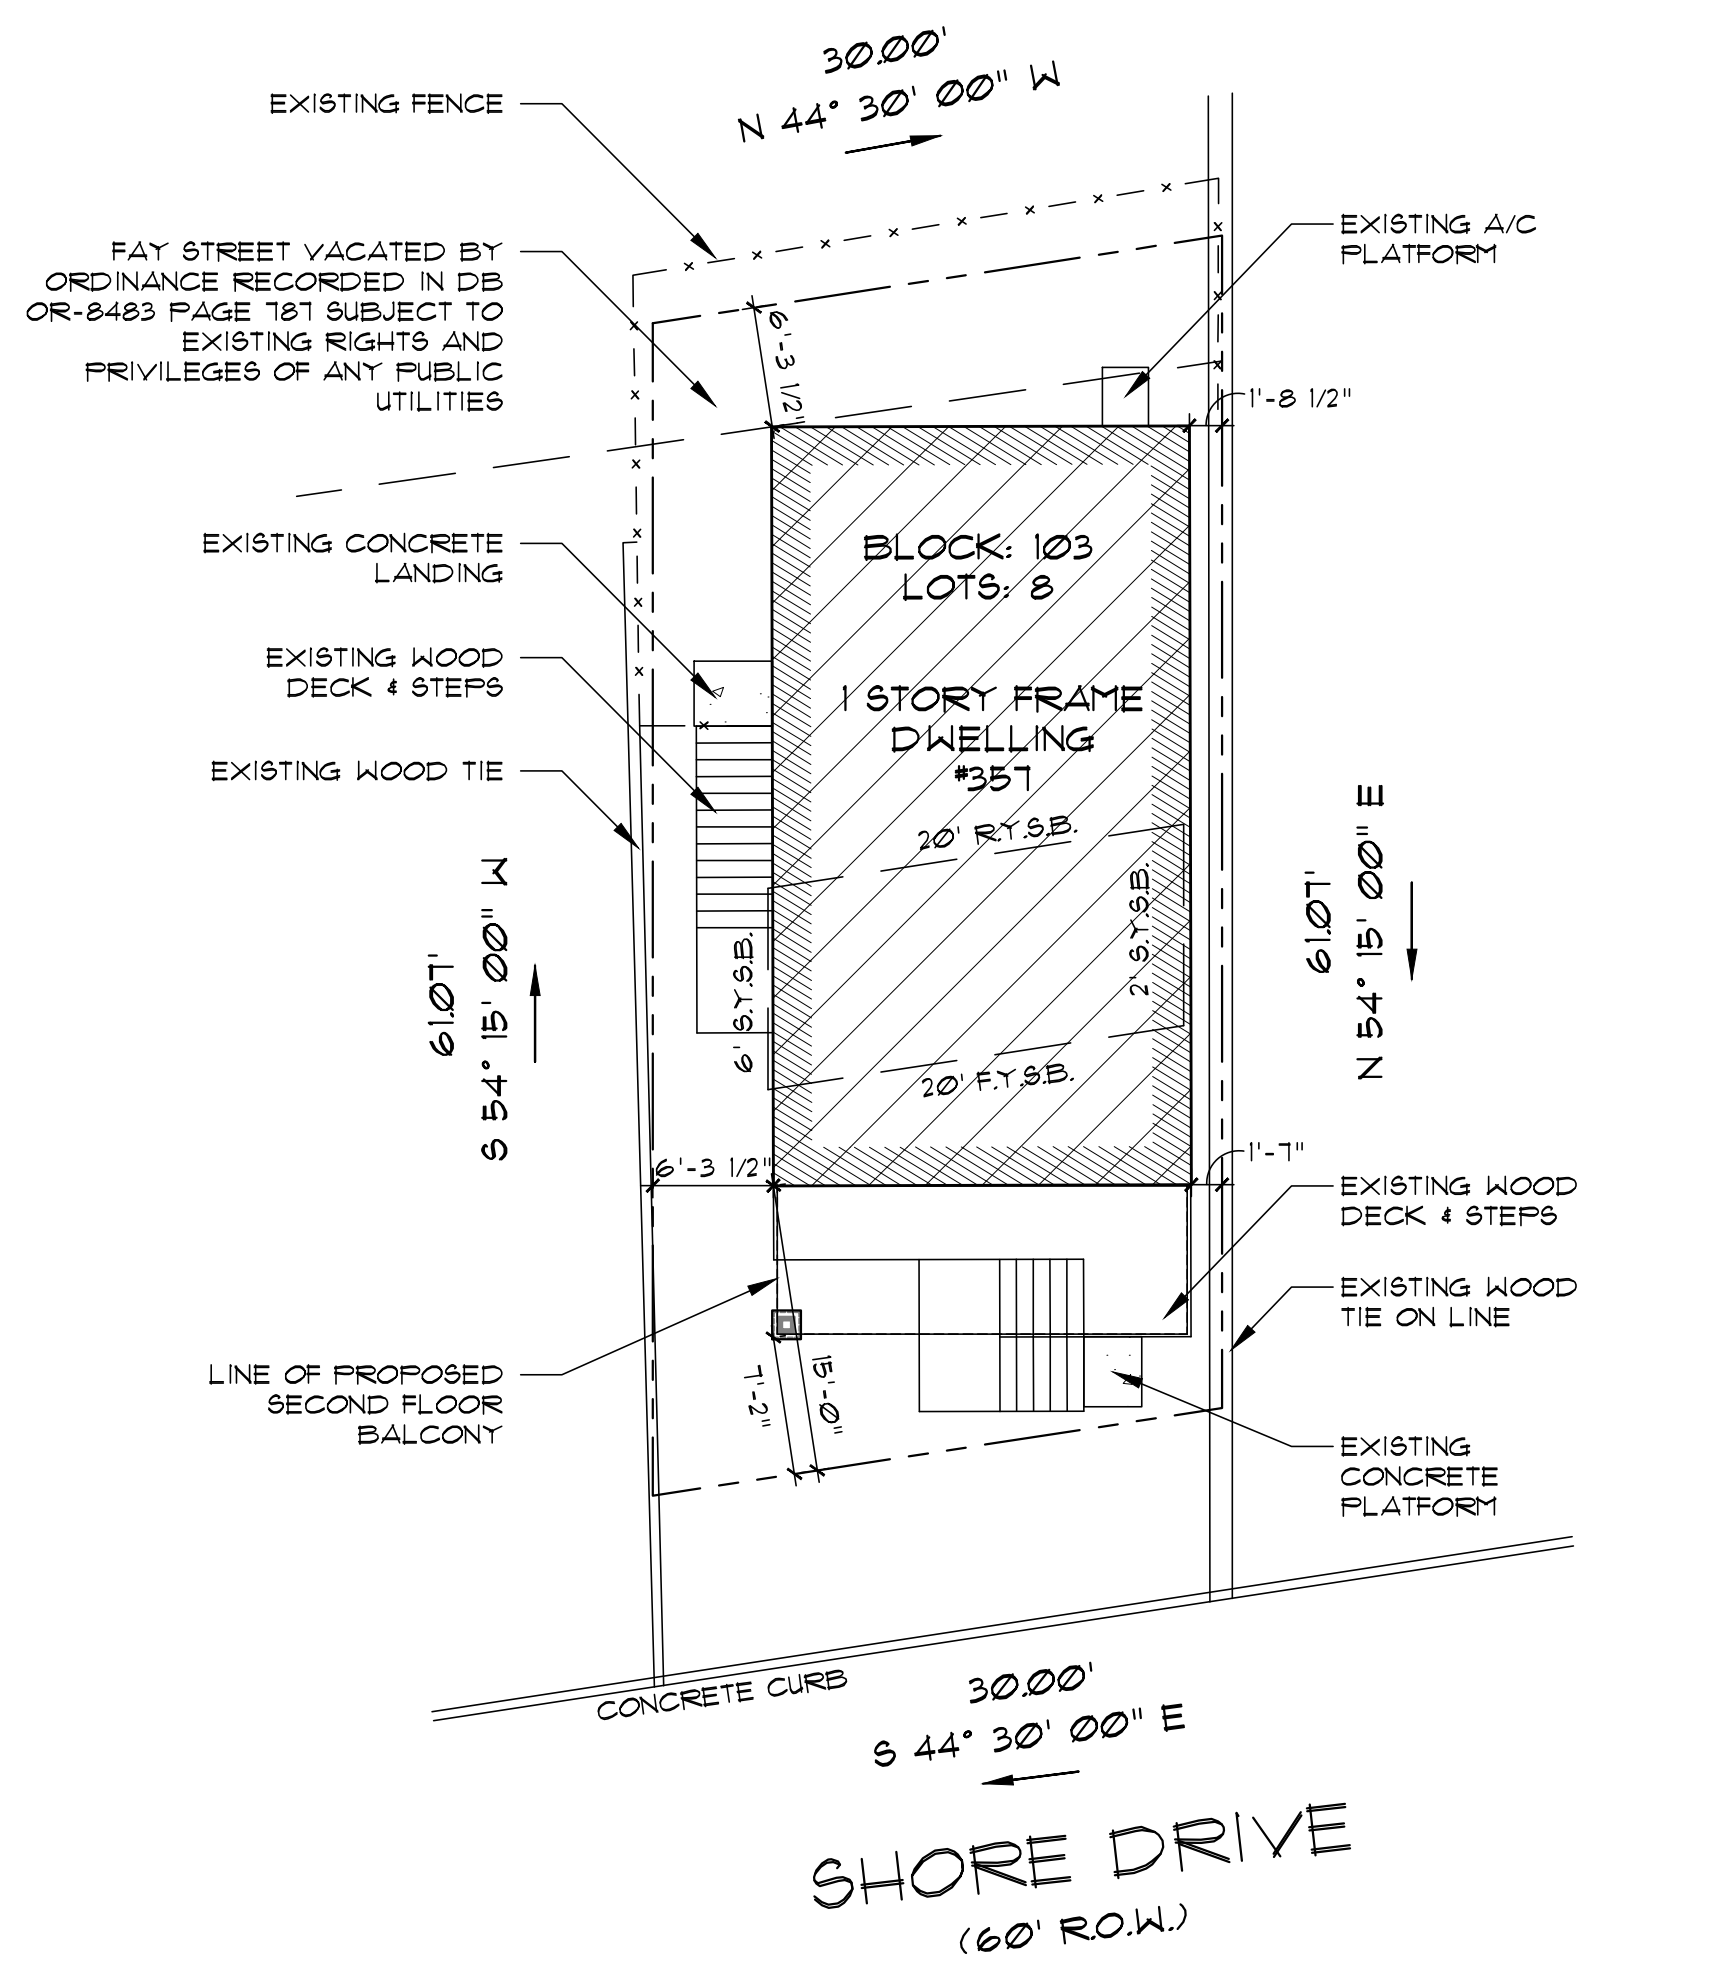 30.00'
N 44° 30' 00" W
EXISTING FENCE
FAY STREET VACATED BY
ORDINANCE RECORDED IN DB
OR-8483 PAGE 787 SUBJECT TO
EXISTING RIGHTS AND
PRIVILEGES OF ANY PUBLIC
UTILITIES
EXISTING A/C
PLATFORM
6'-3 1/2"
1'-8 1/2"
EXISTING CONCRETE
LANDING
BLOCK: 103
LOTS: 8
EXISTING WOOD
DECK & STEPS
1 STORY FRAME
DWELLING
#357
EXISTING WOOD TIE
20' R.Y.S.B.
2' S.Y.S.B.
6' S.Y.S.B.
20' F.Y.S.B.
61.07'
S 54° 15' 00" W
61.07'
N 54° 15' 00" E
6'-3 1/2"
1'-7"
EXISTING WOOD
DECK & STEPS
EXISTING WOOD
TIE ON LINE
LINE OF PROPOSED
SECOND FLOOR
BALCONY
7'-2"
15'-0"
EXISTING
CONCRETE
PLATFORM
CONCRETE CURB
30.00'
S 44° 30' 00" E
SHORE DRIVE
(60' R.O.W.)